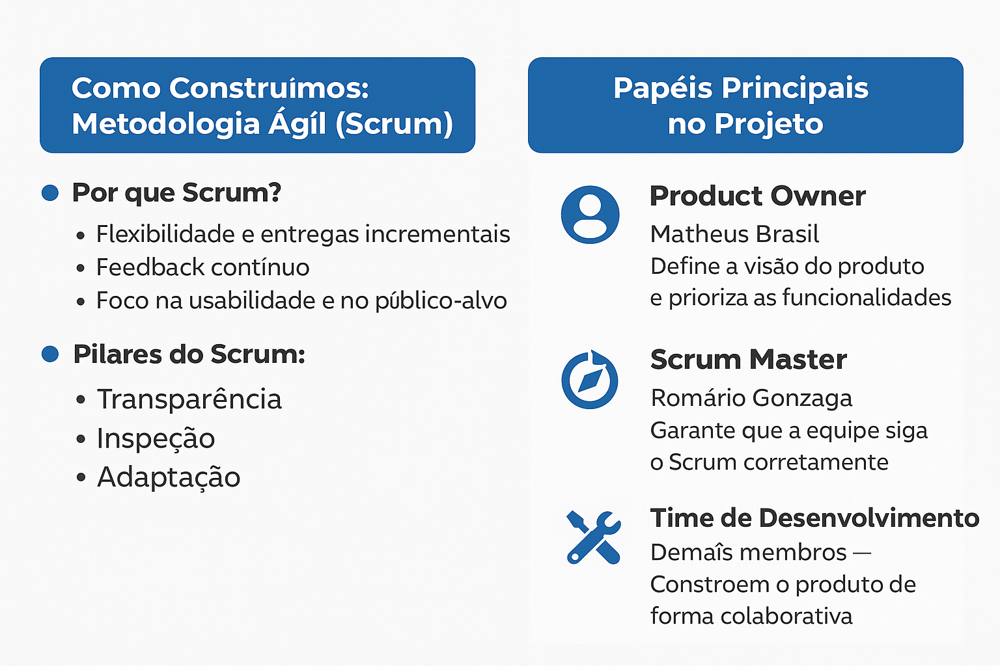 Como Construímos:
Metodologia Ágíl (Scrum)
Por que Scrum?
• Flexibilidade e entregas incrementais
• Feedback contínuo
• Foco na usabilidade e no público-alvo
Pilares do Scrum:
• Transparência
• Inspeção
• Adaptação
Papéis Principais
no Projeto
Product Owner
Matheus Brasil
Define a visão do produto
e prioriza as funcionalidades
Scrum Master
Romário Gonzaga
Garante que a equipe siga
o Scrum corretamente
Time de Desenvolvimento
Demaîs membros —
Constroem o produto de
forma colaborativa